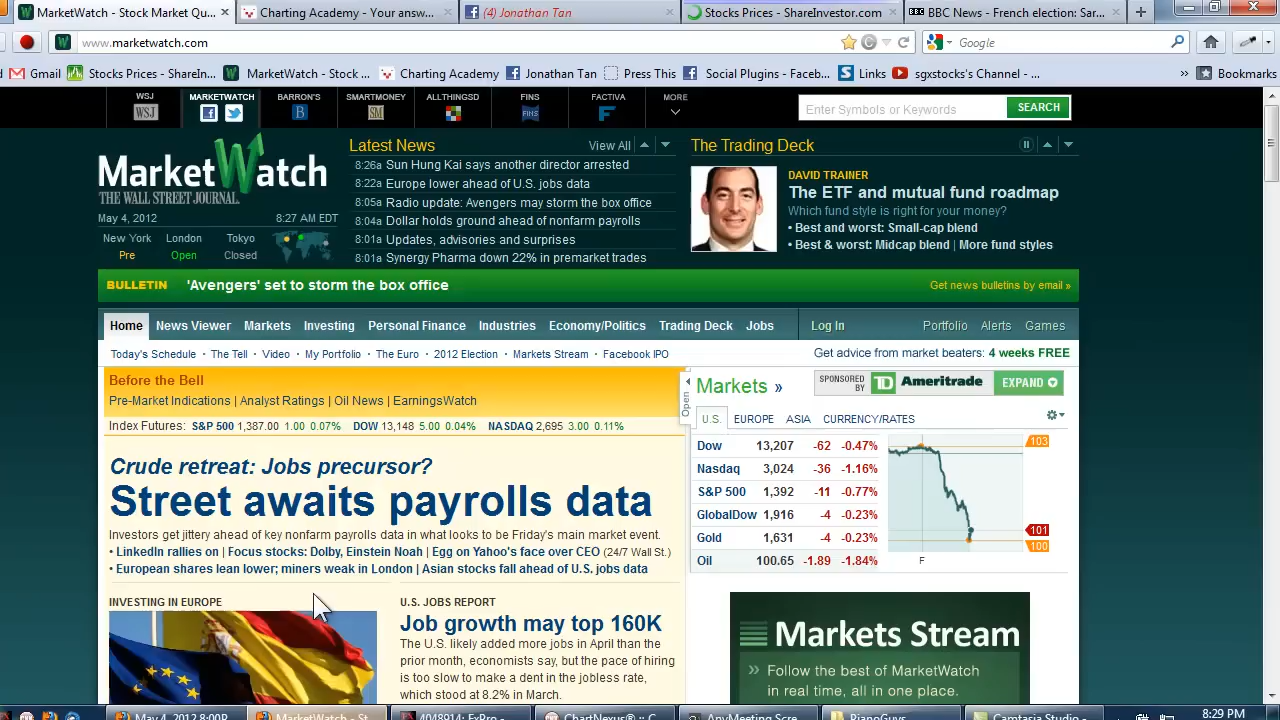 MarketWatch - Stock Market Qu...
Charting Academy - Your answ...
(4) Jonathan Tan
Stocks Prices - ShareInvestor.com
BBC News - French election: Sar...
www.marketwatch.com
Google
Gmail
Stocks Prices - Shareb...
MarketWatch - Stock ...
Charting Academy
Jonathan Tan
Press This
Social Plugins - Faceb...
Links
sgxstocks's Channel - ...
Bookmarks
WSJ
MARKETWATCH
BARRON'S
SMARTMONEY
ALLTHINGSD
FINS
FACTIVA
MORE
WSJ
B
SM
FINS
F
Enter Symbols or Keywords
SEARCH
MarketWatch
THE WALL STREET JOURNAL.
May 4, 2012
8:27 AM EDT
New York
London
Tokyo
Pre
Open
Closed
Latest News
View All
8:26a Sun Hung Kai says another director arrested
8:22a Europe lower ahead of U.S. jobs data
8:05a Radio update: Avengers may storm the box office
8:04a Dollar holds ground ahead of nonfarm payrolls
8:01a Updates, advisories and surprises
8:01a Synergy Pharma down 22% in premarket trades
The Trading Deck
DAVID TRAINER
The ETF and mutual fund roadmap
Which fund style is right for your money?
• Best and worst: Small-cap blend
• Best & worst: Midcap blend | More fund styles
BULLETIN
'Avengers' set to storm the box office
Get news bulletins by email »
Home
News Viewer
Markets
Investing
Personal Finance
Industries
Economy/Politics
Trading Deck
Jobs
Log In
Portfolio
Alerts
Games
Today's Schedule • The Tell • Video • My Portfolio • The Euro • 2012 Election • Markets Stream • Facebook IPO
Get advice from market beaters: 4 weeks FREE
Before the Bell
Pre-Market Indications | Analyst Ratings | Oil News | EarningsWatch
Index Futures: S&P 500 1,387.00 1.00 0.07% DOW 13,148 5.00 0.04% NASDAQ 2,695 3.00 0.11%
Crude retreat: Jobs precursor?
Street awaits payrolls data
Investors get jittery ahead of key nonfarm payrolls data in what looks to be Friday's main market event.
• LinkedIn rallies on | Focus stocks: Dolby, Einstein Noah | Egg on Yahoo's face over CEO (24/7 Wall St.)
• European shares lean lower; miners weak in London | Asian stocks fall ahead of U.S. jobs data
INVESTING IN EUROPE
U.S. JOBS REPORT
Job growth may top 160K
The U.S. likely added more jobs in April than the
prior month, economists say, but the pace of hiring
is too slow to make a dent in the jobless rate,
which stood at 8.2% in March.
Open
Markets »
SPONSORED BY
TD
Ameritrade
EXPAND
U.S.
EUROPE
ASIA
CURRENCY/RATES
Dow 13,207 -62 -0.47%
Nasdaq 3,024 -36 -1.16%
S&P 500 1,392 -11 -0.77%
GlobalDow 1,916 -4 -0.23%
Gold 1,631 -4 -0.23%
Oil 100.65 -1.89 -1.84%
103
101
100
F
Markets Stream
» Follow the best of MarketWatch
in real time, all in one place.
May 4, 2012 8:00P...
MarketWatch - St...
4048914: FxPro - ...
ChartNexus® :: C...
AnyMeeting Scre...
PianoGuys
Camtasia Studio - ...
8:29 PM